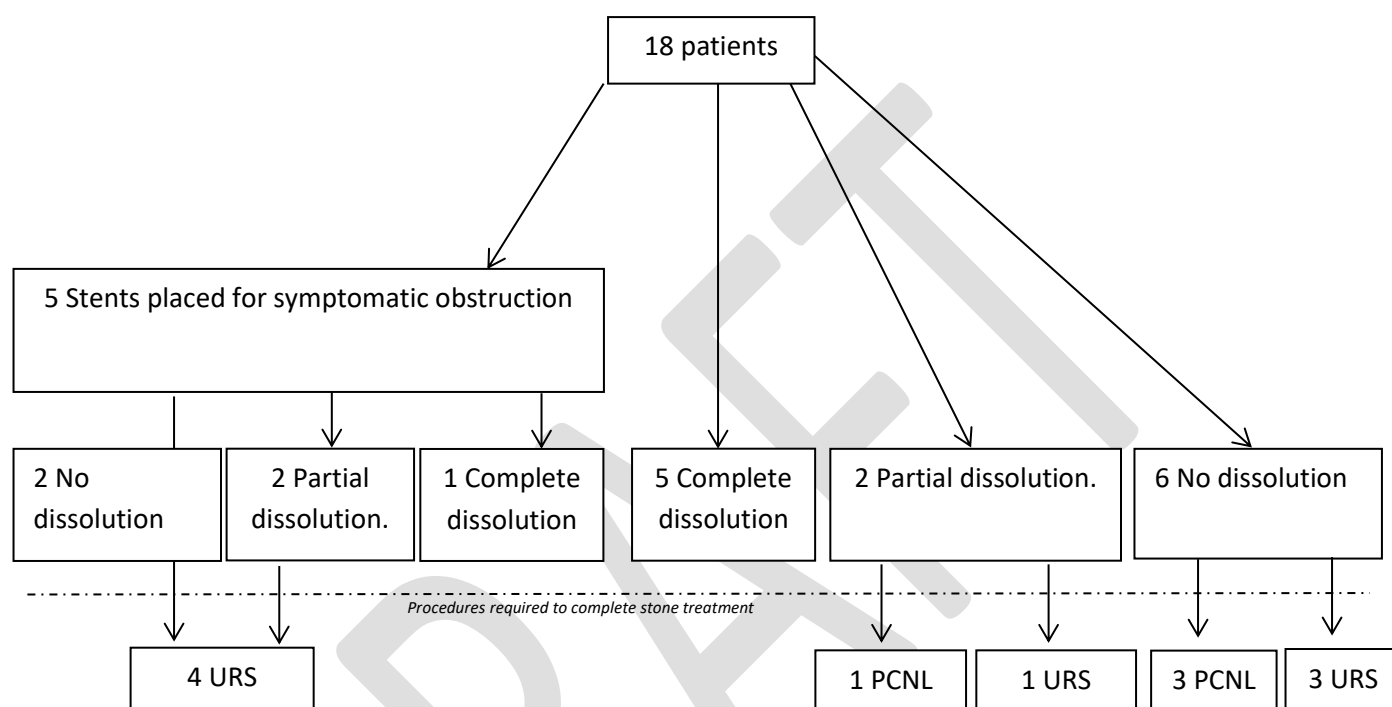 18 patients
5 Stents placed for symptomatic obstruction
2 No
dissolution
2 Partial
dissolution.
1 Complete
dissolution
5 Complete
dissolution
2 Partial dissolution.
6 No dissolution
Procedures required to complete stone treatment
4 URS
1 PCNL
1 URS
3 PCNL
3 URS
DRAFT